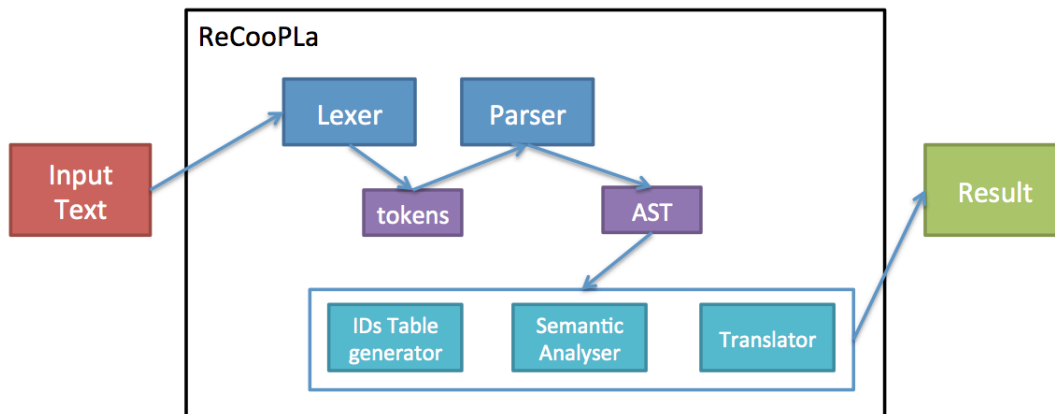 ReCooPLa
Lexer
Parser
Input
Text
tokens
AST
Result
IDs Table
generator
Semantic
Analyser
Translator